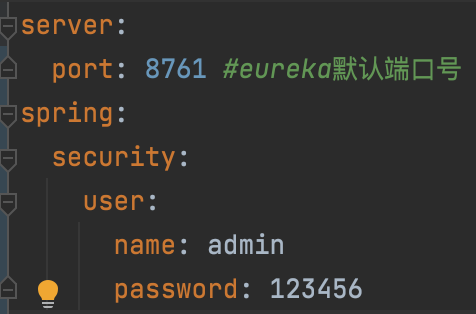 server:
  port: 8761 #eureka默认端口号
spring:
  security:
    user:
      name: admin
      password: 123456